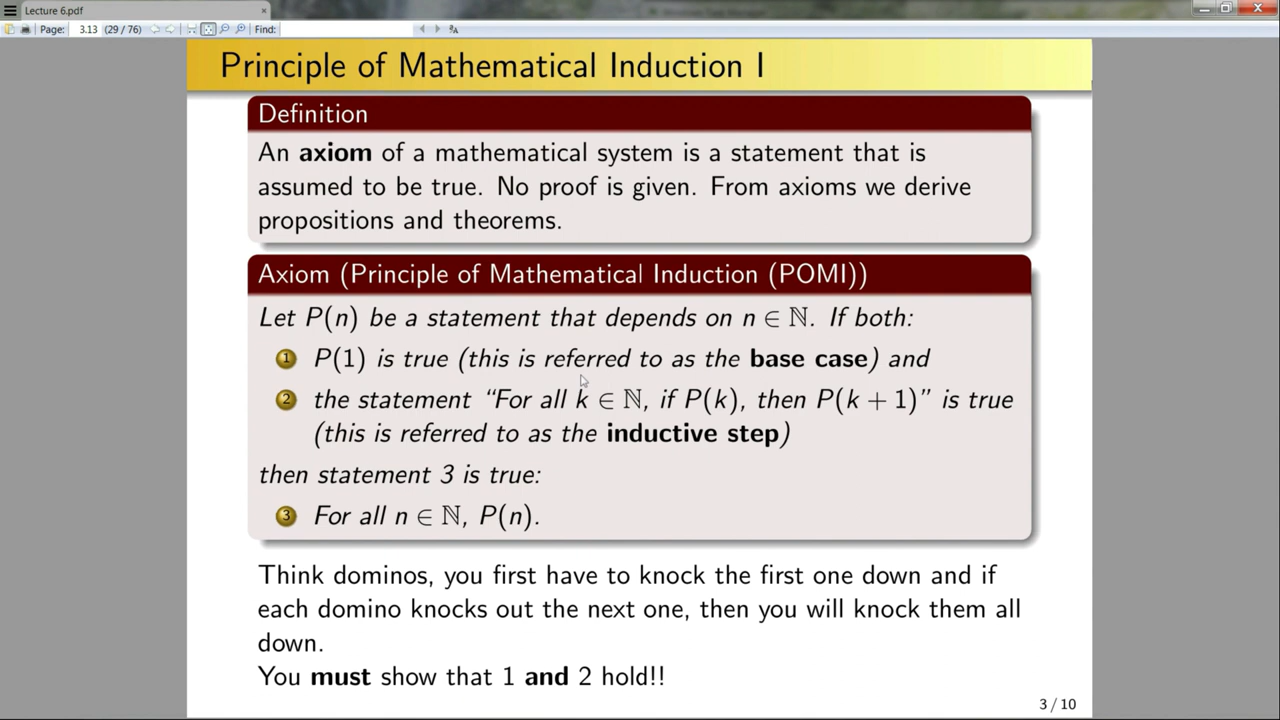 Lecture 6.pdf
Page: 3.13 (29 / 76) Find:
Principle of Mathematical Induction I
Definition
An axiom of a mathematical system is a statement that is
assumed to be true. No proof is given. From axioms we derive
propositions and theorems.
Axiom (Principle of Mathematical Induction (POMI))
Let P(n) be a statement that depends on n ∈ ℕ. If both:
1 P(1) is true (this is referred to as the base case) and
2 the statement “For all k ∈ ℕ, if P(k), then P(k + 1)” is true
(this is referred to as the inductive step)
then statement 3 is true:
3 For all n ∈ ℕ, P(n).
Think dominos, you first have to knock the first one down and if
each domino knocks out the next one, then you will knock them all
down.
You must show that 1 and 2 hold!!
3 / 10